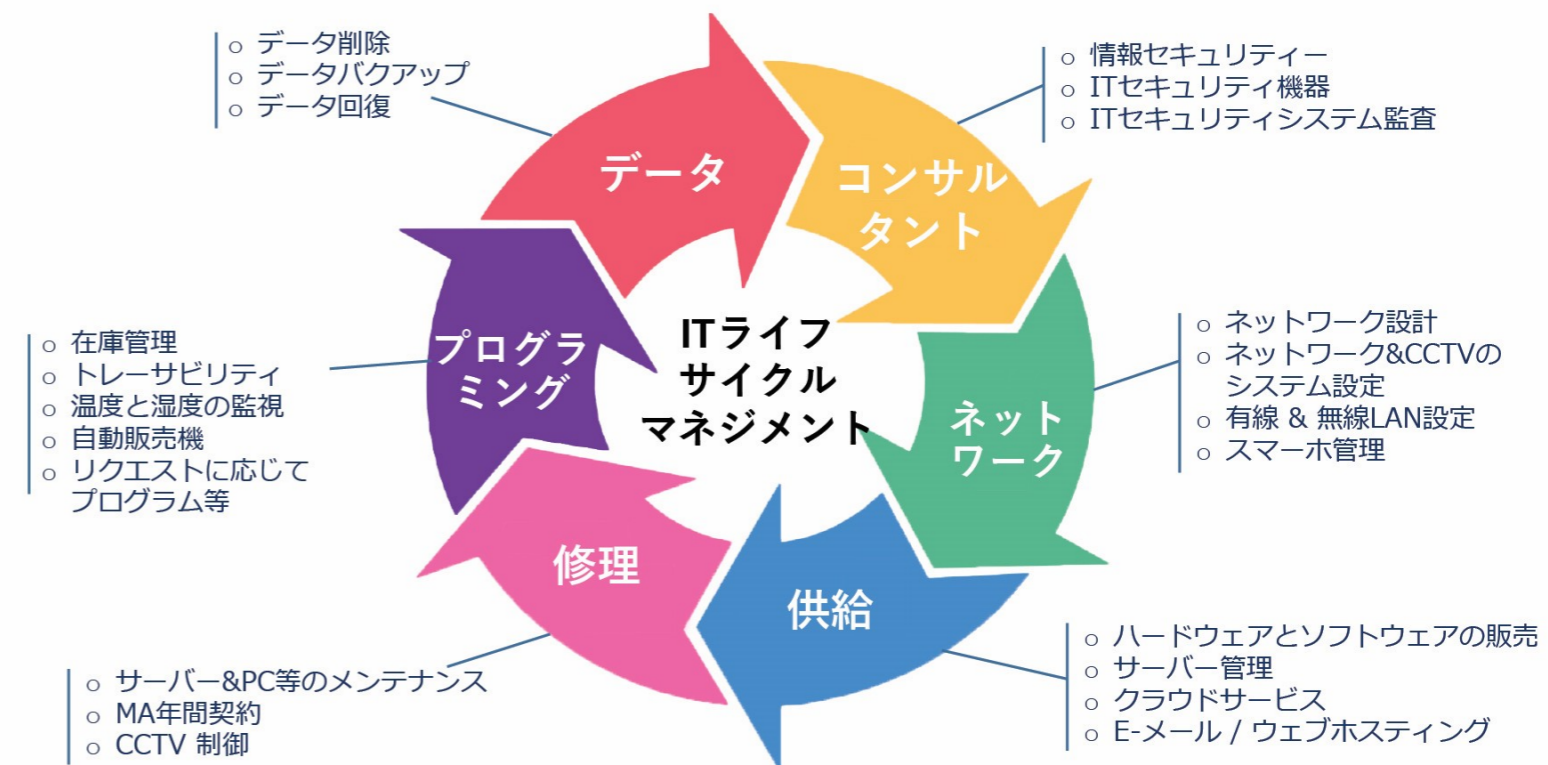 o データ削除
o データバクアップ
o データ回復
o 情報セキュリティー
o ITセキュリティ機器
o ITセキュリティシステム監査
データ
コンサル
タント
ITライフ
サイクル
マネジメント
プログラ
ミング
ネット
ワーク
o 在庫管理
o トレーサビリティ
o 温度と湿度の監視
o 自動販売機
o リクエストに応じて
プログラム等
o ネットワーク設計
o ネットワーク&CCTVの
システム設定
o 有線 & 無線LAN設定
o スマーホ管理
修理
供給
o サーバー&PC等のメンテナンス
o MA年間契約
o CCTV 制御
o ハードウェアとソフトウェアの販売
o サーバー管理
o クラウドサービス
o E-メール / ウェブホスティング